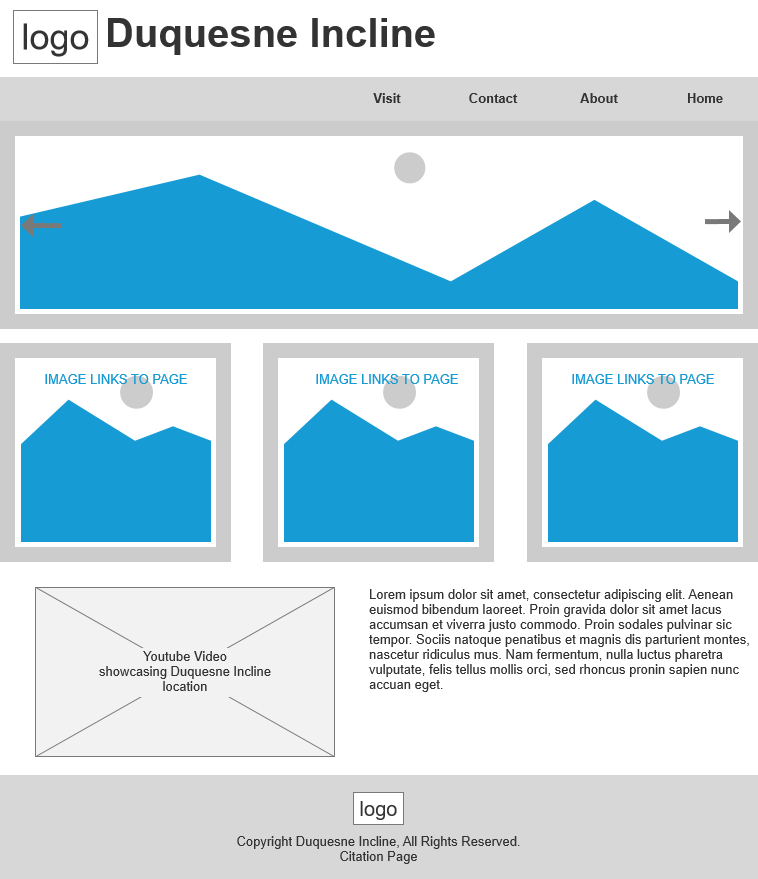 logo
Duquesne Incline
Visit
Contact
About
Home
IMAGE LINKS TO PAGE
IMAGE LINKS TO PAGE
IMAGE LINKS TO PAGE
Youtube Video
showcasing Duquesne Incline
location
Lorem ipsum dolor sit amet, consectetur adipiscing elit. Aenean
euismod bibendum laoreet. Proin gravida dolor sit amet lacus
accumsan et viverra justo commodo. Proin sodales pulvinar sic
tempor. Sociis natoque penatibus et magnis dis parturient montes,
nascetur ridiculus mus. Nam fermentum, nulla luctus pharetra
vulputate, felis tellus mollis orci, sed rhoncus pronin sapien nunc
accuan eget.
logo
Copyright Duquesne Incline, All Rights Reserved.
Citation Page